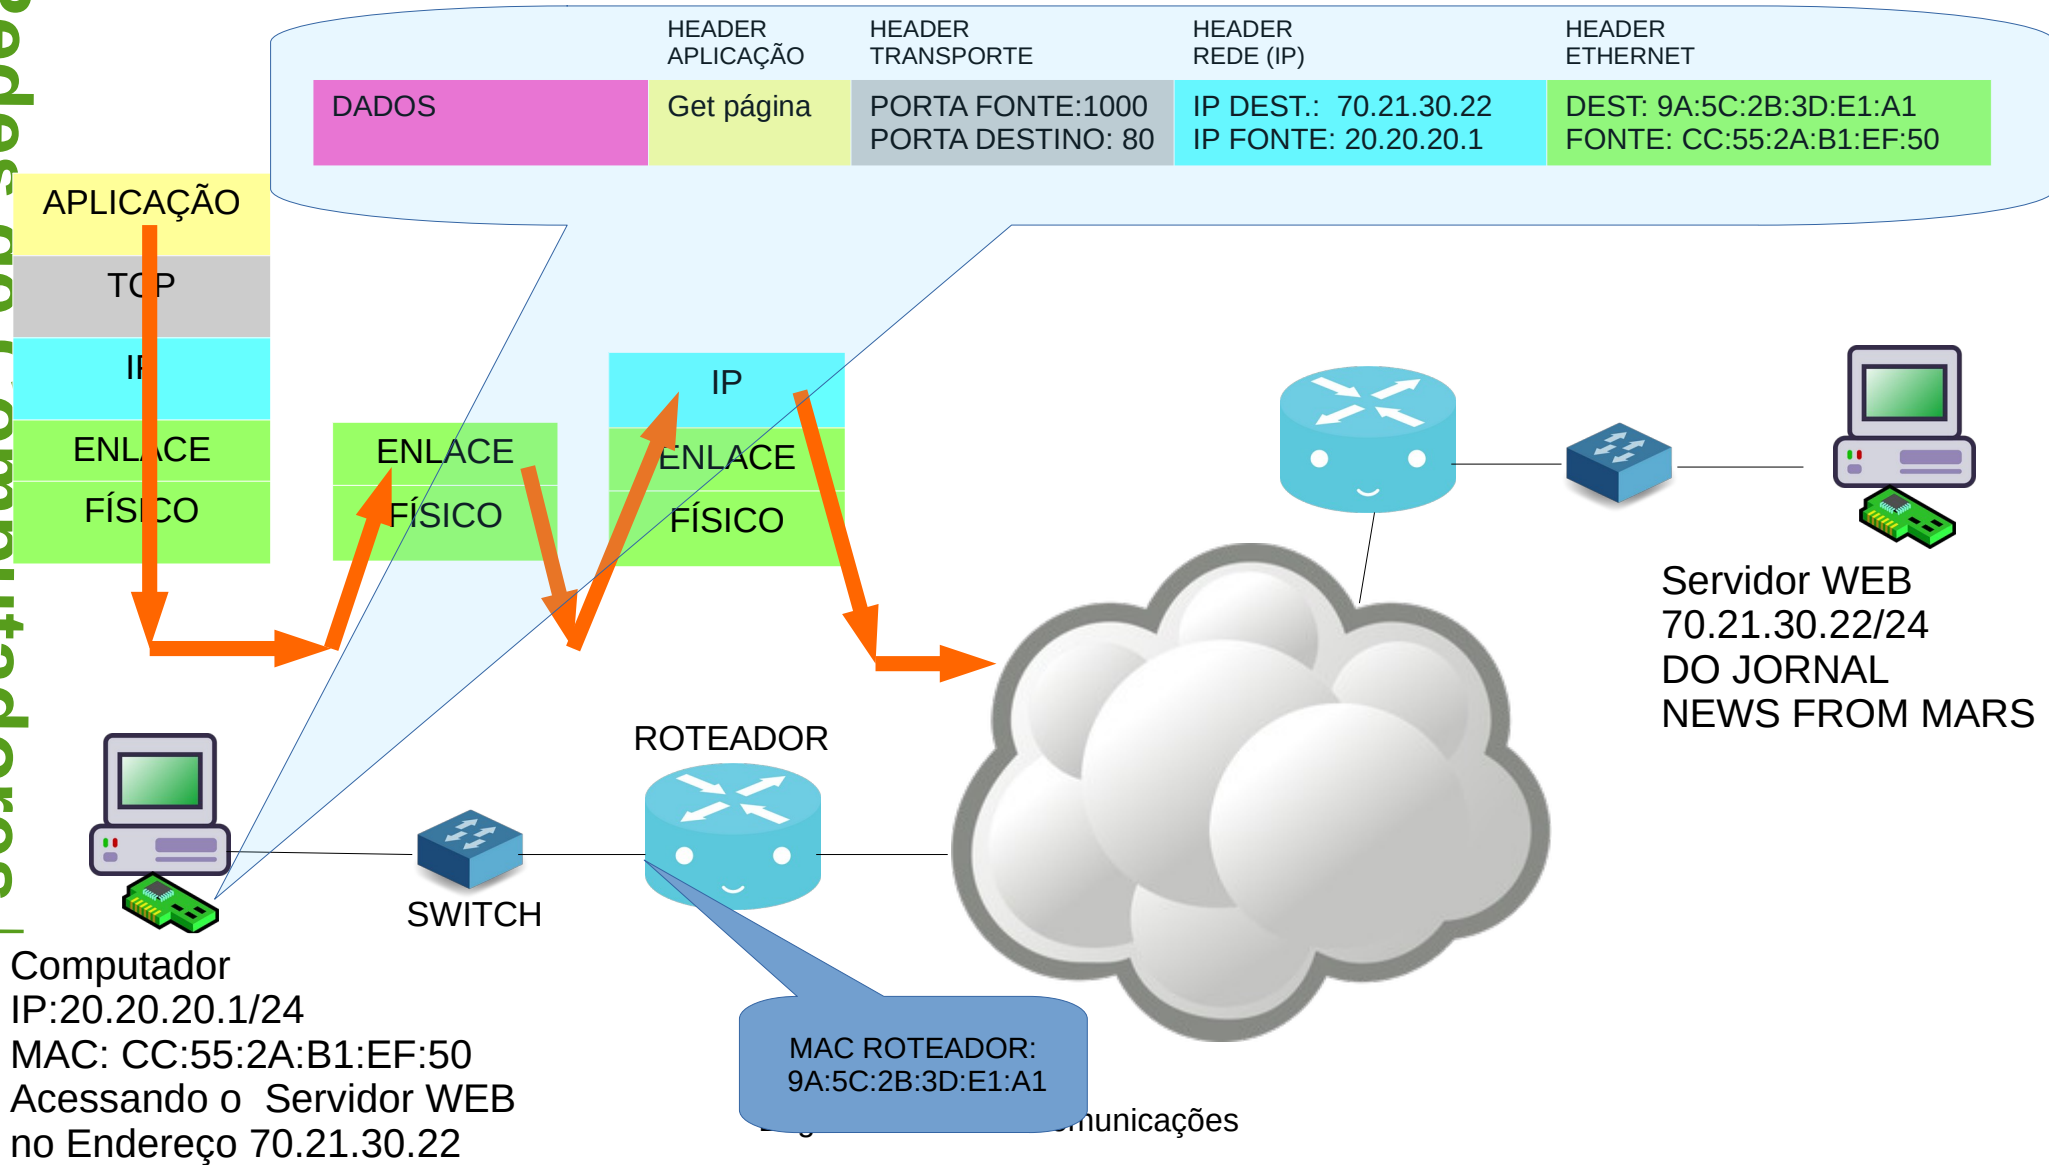 HEADER
APLICAÇÃO
HEADER
TRANSPORTE
HEADER
REDE (IP)
HEADER
ETHERNET
DADOS
Get página
PORTA FONTE:1000
PORTA DESTINO: 80
IP DEST.: 70.21.30.22
IP FONTE: 20.20.20.1
DEST: 9A:5C:2B:3D:E1:A1
FONTE: CC:55:2A:B1:EF:50
APLICAÇÃO
TCP
IP
ENLACE
FÍSICO
ENLACE
FÍSICO
IP
ENLACE
FÍSICO
Servidor WEB
70.21.30.22/24
DO JORNAL
NEWS FROM MARS
ROTEADOR
SWITCH
Computador
IP:20.20.20.1/24
MAC: CC:55:2A:B1:EF:50
Acessando o  Servidor WEB
no Endereço 70.21.30.22
MAC ROTEADOR:
9A:5C:2B:3D:E1:A1